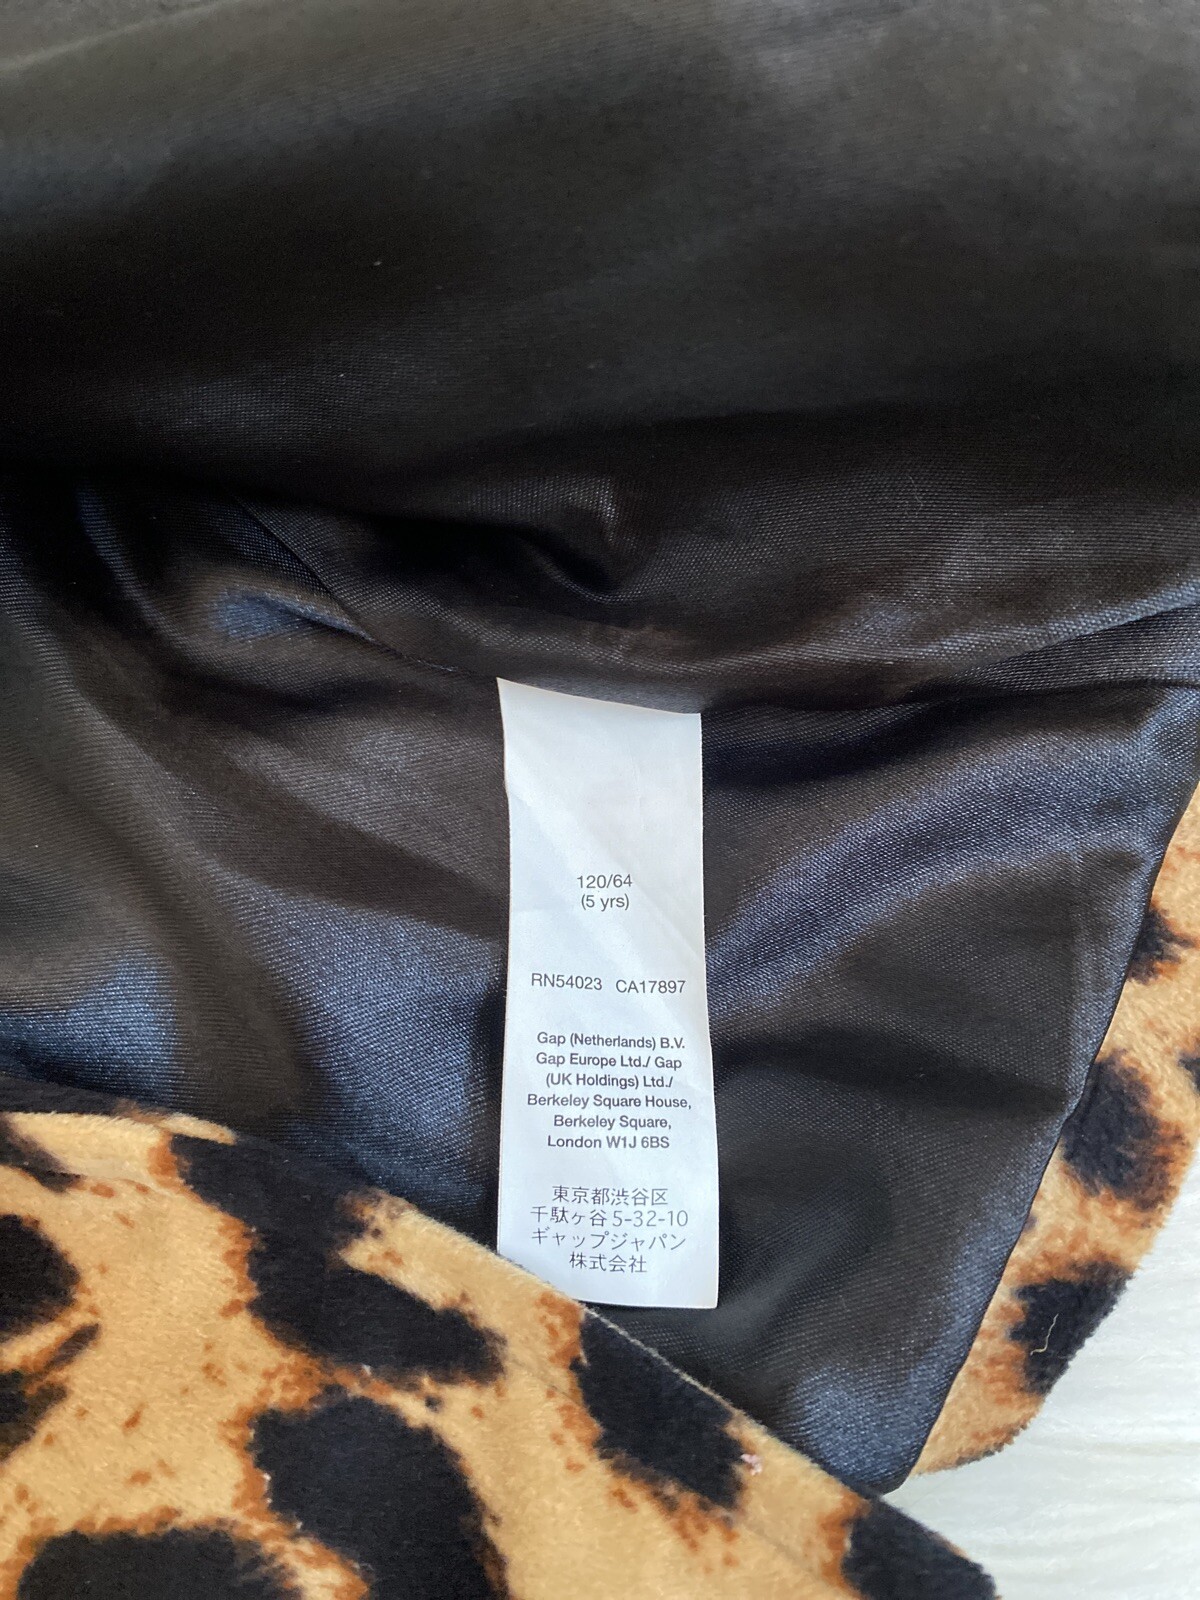 120/64
(5 yrs)
RN54023 CA17897
Gap (Netherlands) B.V.
Gap Europe Ltd./ Gap
(UK Holdings) Ltd./
Berkeley Square House,
Berkeley Square,
London W1J 6BS
東京都渋谷区
千駄ヶ谷 5-32-10
ギャップジャパン
株式会社